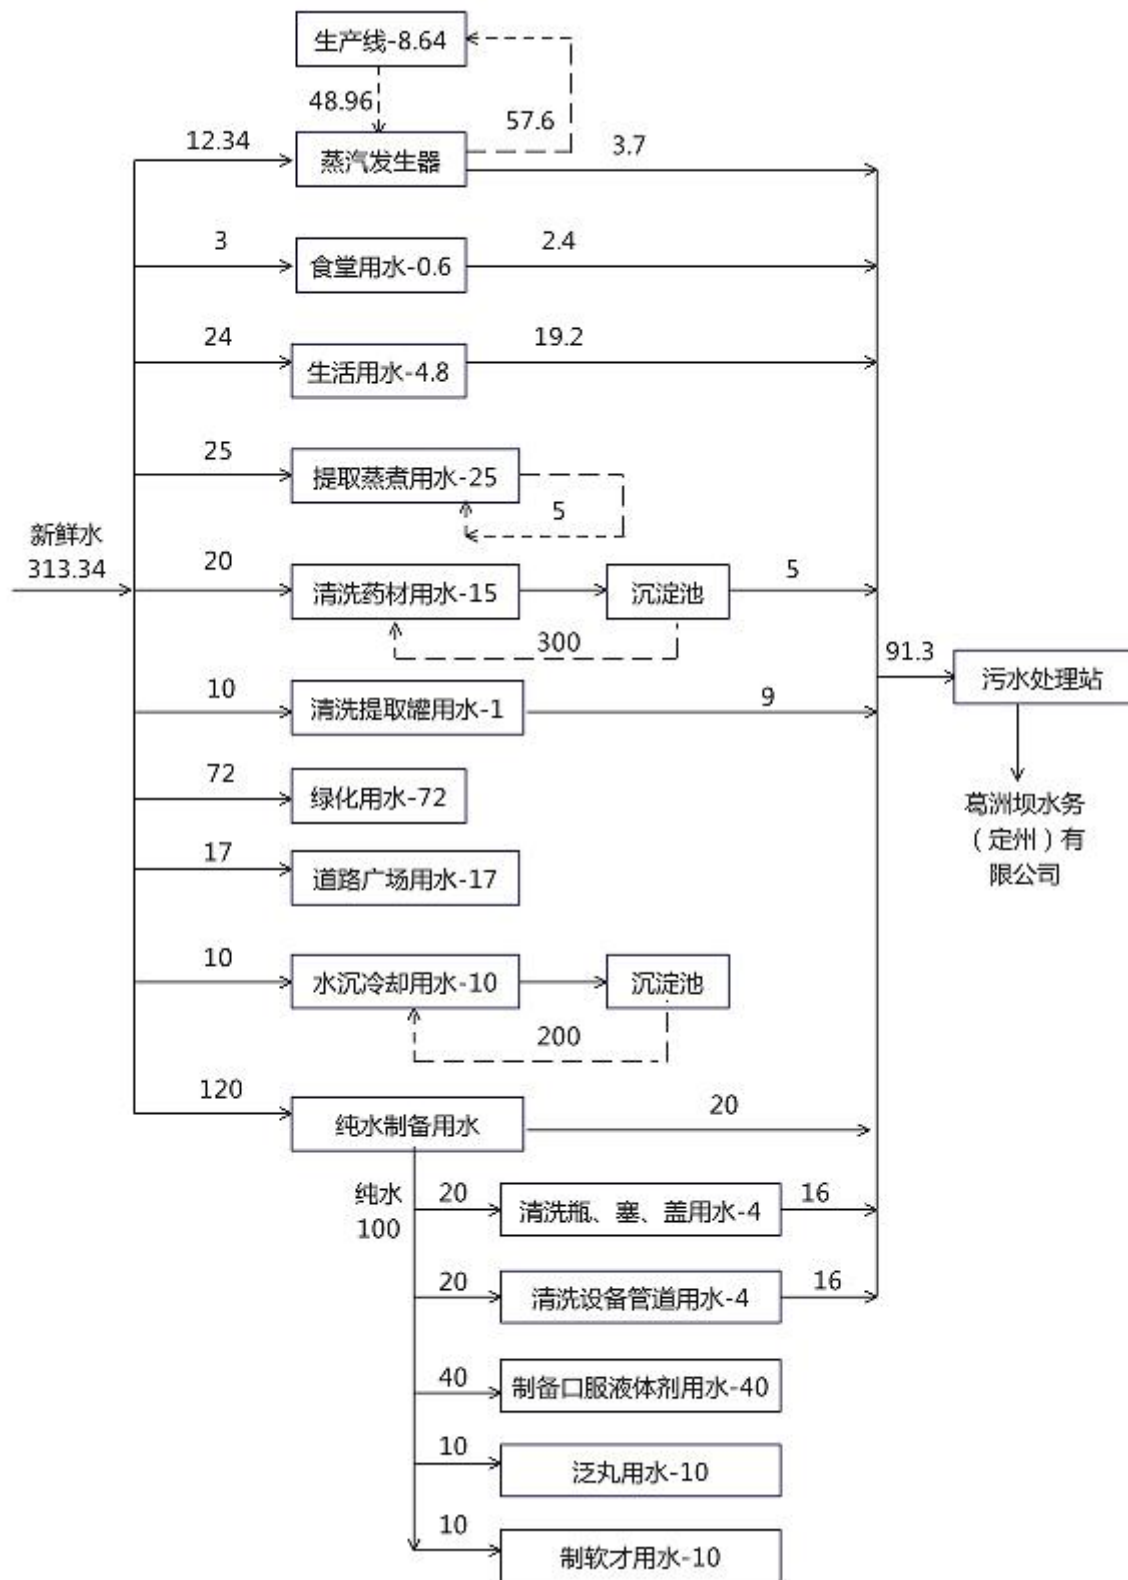 生产线-8.64
48.96
57.6
12.34
蒸汽发生器
3.7
3
食堂用水-0.6
2.4
24
生活用水-4.8
19.2
25
提取蒸煮用水-25
5
新鲜水
313.34
20
清洗药材用水-15
沉淀池
5
300
10
清洗提取罐用水-1
9
91.3
污水处理站
72
绿化用水-72
葛洲坝水务
（定州）有
限公司
17
道路广场用水-17
10
水沉冷却用水-10
沉淀池
200
120
纯水制备用水
20
纯水
100
20
清洗瓶、塞、盖用水-4
16
20
清洗设备管道用水-4
16
40
制备口服液体剂用水-40
10
泛丸用水-10
10
制软才用水-10